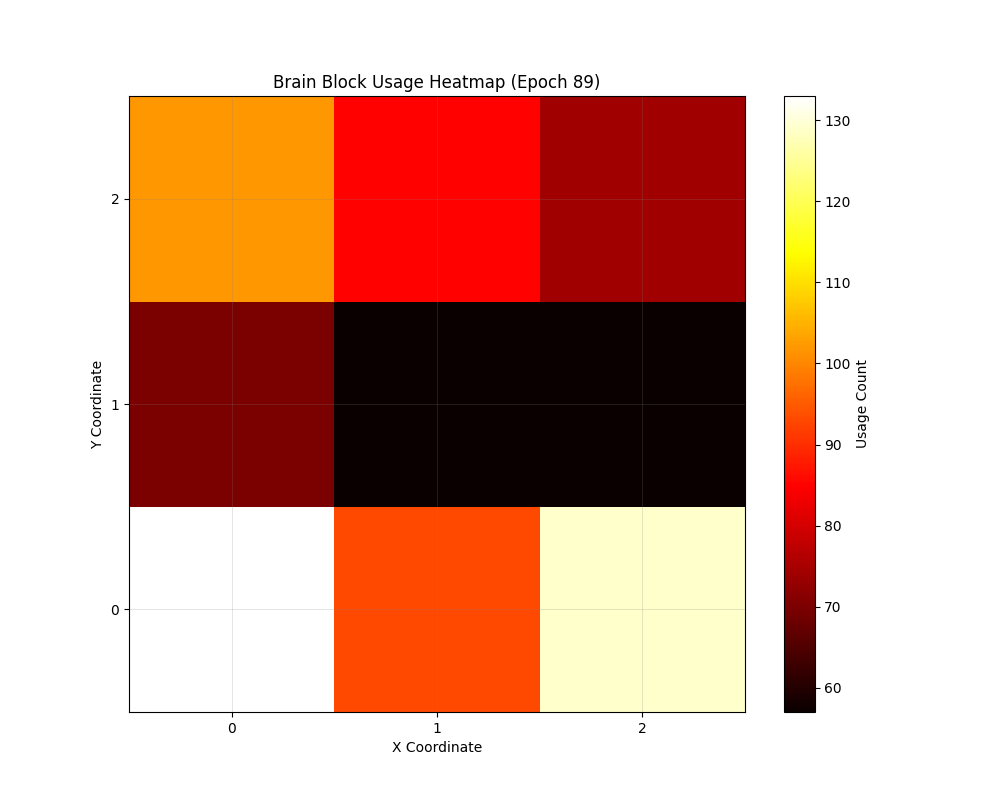 Brain Block Usage Heatmap (Epoch 89)
2
1
0
Y Coordinate
0 1 2
X Coordinate
130
120
110
100
90
80
70
60
Usage Count